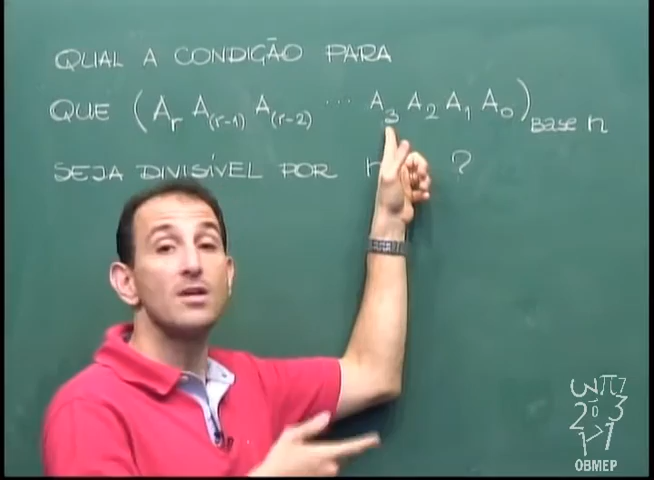 QUAL A CONDIÇÃO PARA
QUE (Ar A(r-1) A(r-2) ... A3 A2 A1 A0) Base n
SEJA DIVISÍVEL POR ?
OBMEP